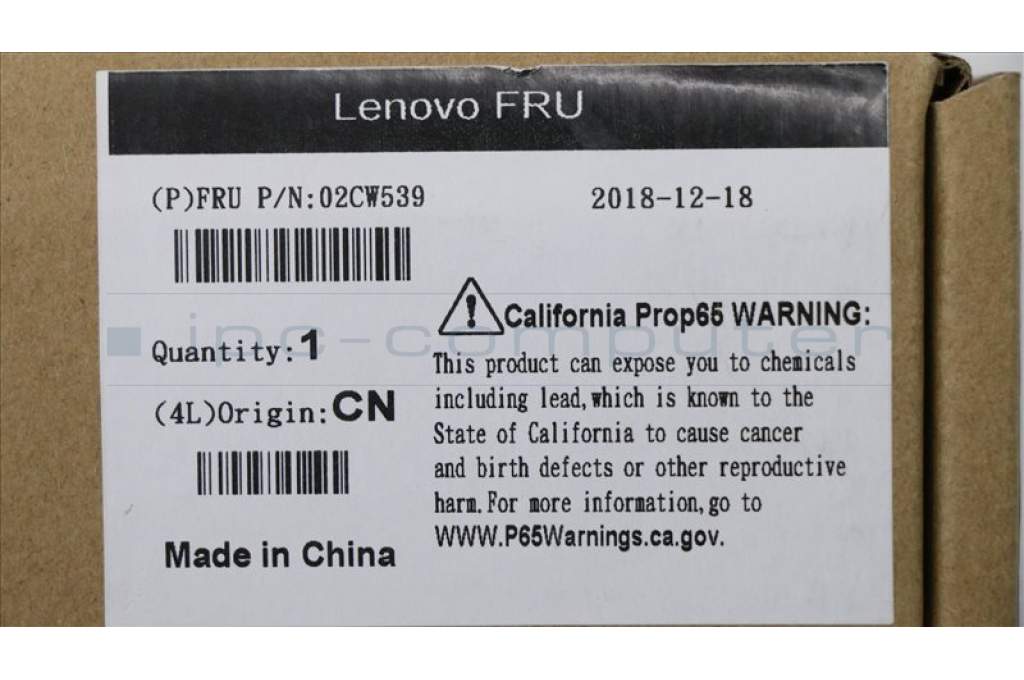 Lenovo FRU
(P)FRU P/N:02CW539
2018-12-18
Quantity:1
(4L)Origin:CN
Made in China
California Prop65 WARNING:
This product can expose you to chemicals
including lead,which is known to the
State of California to cause cancer
and birth defects or other reproductive
harm.For more information,go to
WWW.P65Warnings.ca.gov.
ipc-computer